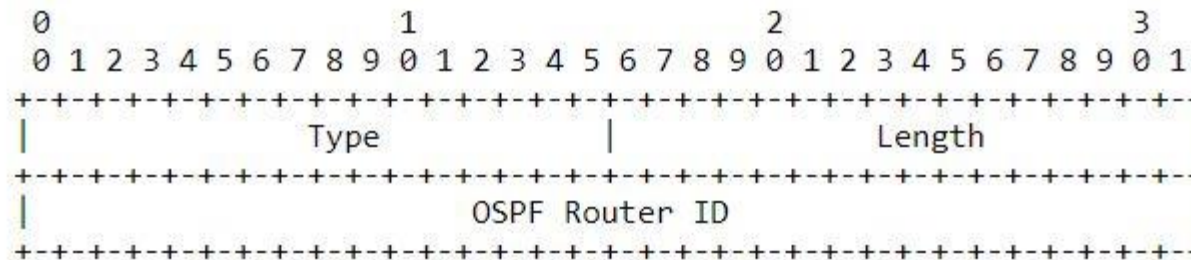 0                   1                   2                   3
 0 1 2 3 4 5 6 7 8 9 0 1 2 3 4 5 6 7 8 9 0 1 2 3 4 5 6 7 8 9 0 1
+-+-+-+-+-+-+-+-+-+-+-+-+-+-+-+-+-+-+-+-+-+-+-+-+-+-+-+-+-+-+-+-
|               Type            |              Length
+-+-+-+-+-+-+-+-+-+-+-+-+-+-+-+-+-+-+-+-+-+-+-+-+-+-+-+-+-+-+-+-
|                        OSPF Router ID
+-+-+-+-+-+-+-+-+-+-+-+-+-+-+-+-+-+-+-+-+-+-+-+-+-+-+-+-+-+-+-+-